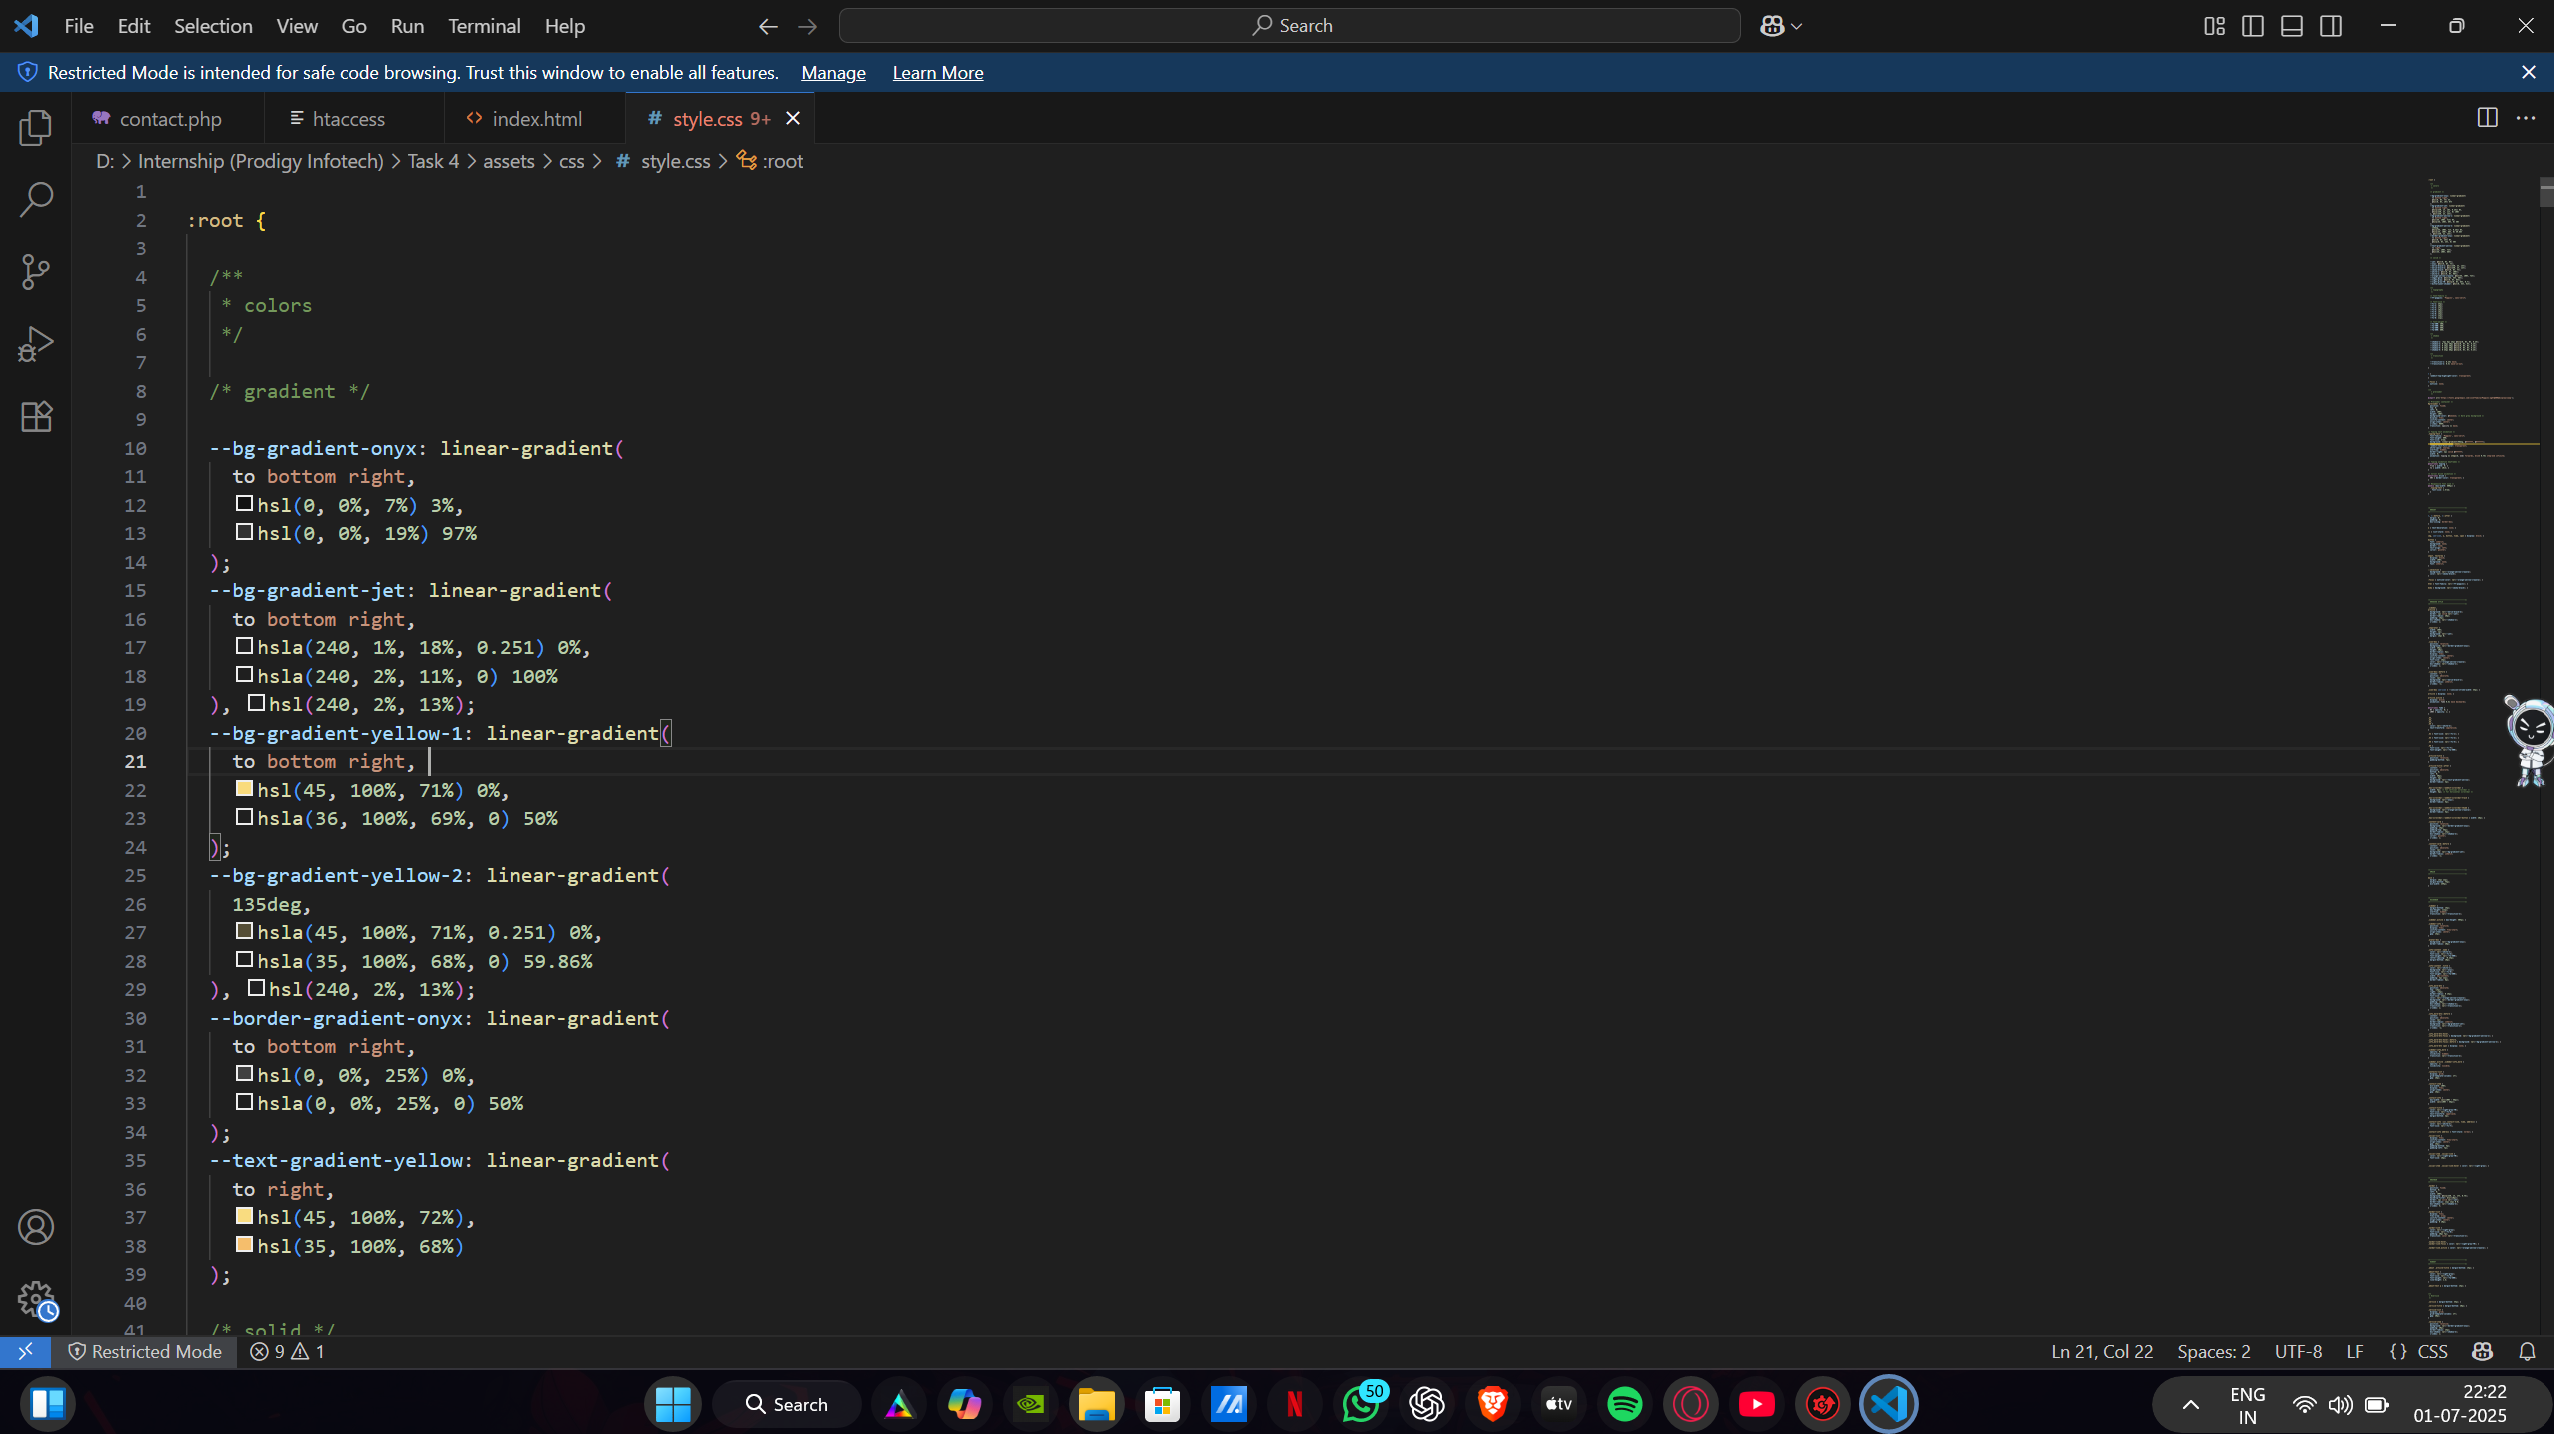 File Edit Selection View Go Run Terminal Help Search
Restricted Mode is intended for safe code browsing. Trust this window to enable all features. Manage Learn More
contact.php htaccess index.html style.css 9+
D: > Internship (Prodigy Infotech) > Task 4 > assets > css > # style.css > :root
1
2 :root {
3
4 /**
5 * colors
6 */
7
8 /* gradient */
9
10 --bg-gradient-onyx: linear-gradient(
11 to bottom right,
12 hsl(0, 0%, 7%) 3%,
13 hsl(0, 0%, 19%) 97%
14 );
15 --bg-gradient-jet: linear-gradient(
16 to bottom right,
17 hsla(240, 1%, 18%, 0.251) 0%,
18 hsla(240, 2%, 11%, 0) 100%
19 ), hsl(240, 2%, 13%);
20 --bg-gradient-yellow-1: linear-gradient(
21 to bottom right,
22 hsl(45, 100%, 71%) 0%,
23 hsla(36, 100%, 69%, 0) 50%
24 );
25 --bg-gradient-yellow-2: linear-gradient(
26 135deg,
27 hsla(45, 100%, 71%, 0.251) 0%,
28 hsla(35, 100%, 68%, 0) 59.86%
29 ), hsl(240, 2%, 13%);
30 --border-gradient-onyx: linear-gradient(
31 to bottom right,
32 hsl(0, 0%, 25%) 0%,
33 hsla(0, 0%, 25%, 0) 50%
34 );
35 --text-gradient-yellow: linear-gradient(
36 to right,
37 hsl(45, 100%, 72%),
38 hsl(35, 100%, 68%)
39 );
40
41 /* solid */
Restricted Mode 9 1 Ln 21, Col 22 Spaces: 2 UTF-8 LF {} CSS
Search 50 tv ENG IN 22:22
01-07-2025